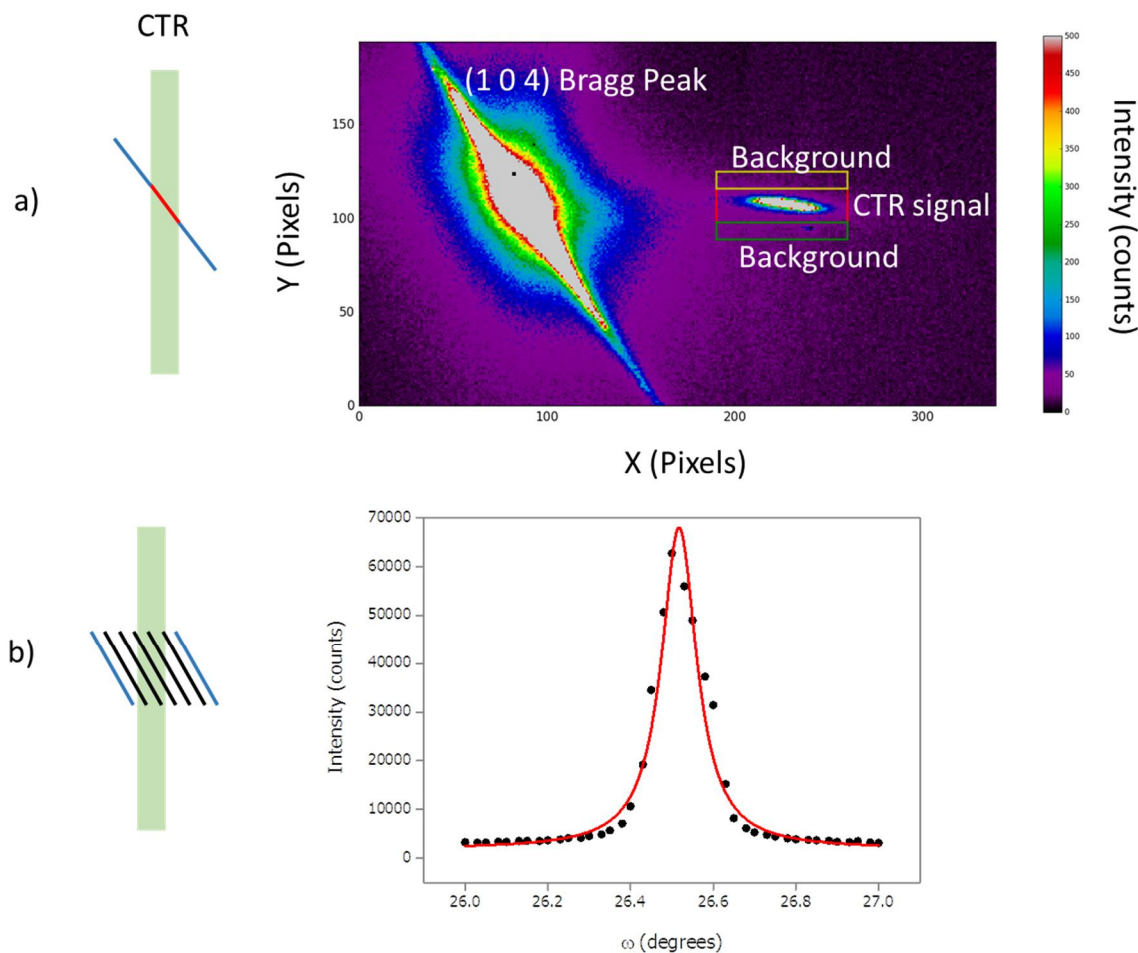 CTR
a)
(1 0 4) Bragg Peak
Background
CTR signal
Background
Y (Pixels)
150
100
50
0
0
100
200
300
X (Pixels)
500
450
400
350
300
250
200
150
100
50
0
Intensity (counts)
b)
70000
60000
50000
40000
30000
20000
10000
0
Intensity (counts)
26.0
26.2
26.4
26.6
26.8
27.0
ω (degrees)